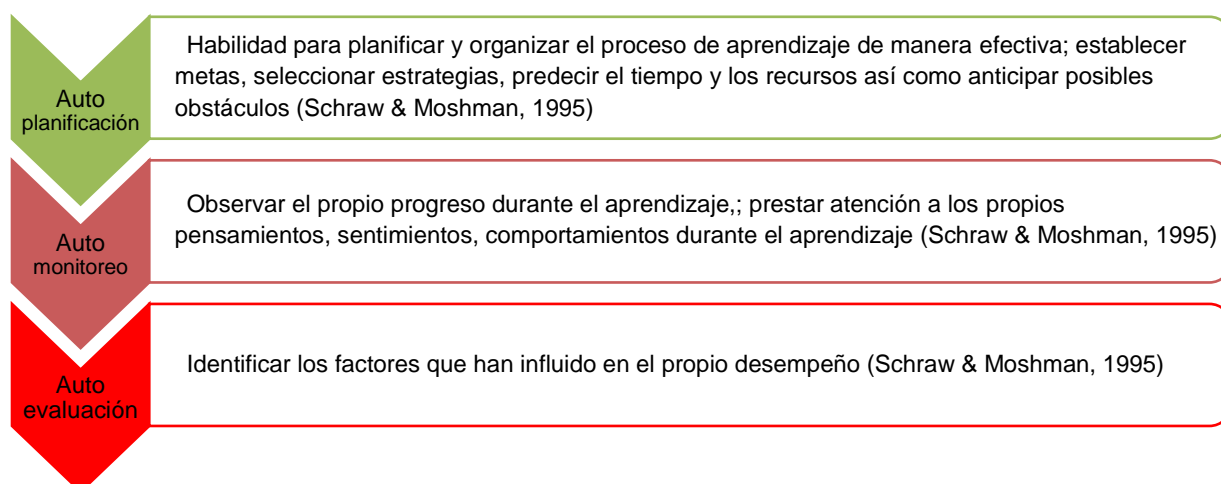 Auto
planificación
Habilidad para planificar y organizar el proceso de aprendizaje de manera efectiva; establecer
metas, seleccionar estrategias, predecir el tiempo y los recursos así como anticipar posibles
obstáculos (Schraw & Moshman, 1995)
Auto
monitoreo
Observar el propio progreso durante el aprendizaje,; prestar atención a los propios
pensamientos, sentimientos, comportamientos durante el aprendizaje (Schraw & Moshman, 1995)
Auto
evaluación
Identificar los factores que han influido en el propio desempeño (Schraw & Moshman, 1995)